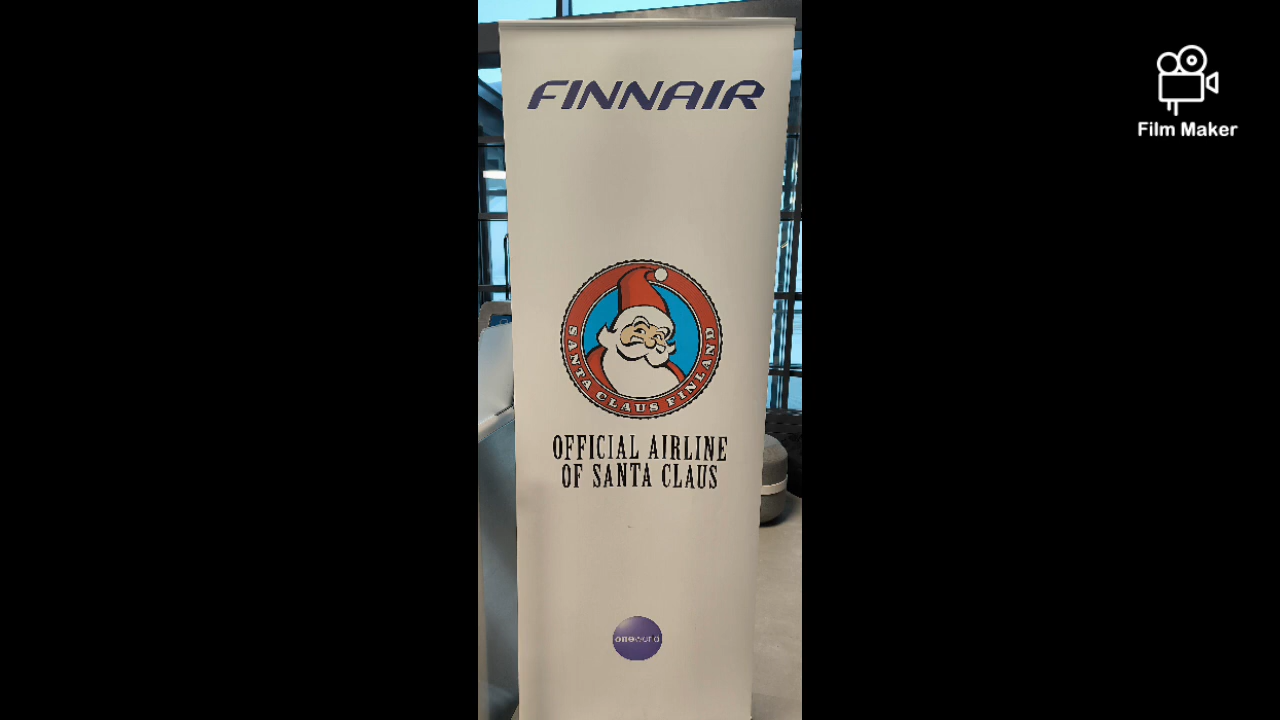 FINNAIR
SANTA CLAUS FINLAND
OFFICIAL AIRLINE
OF SANTA CLAUS
oneworld
Film Maker